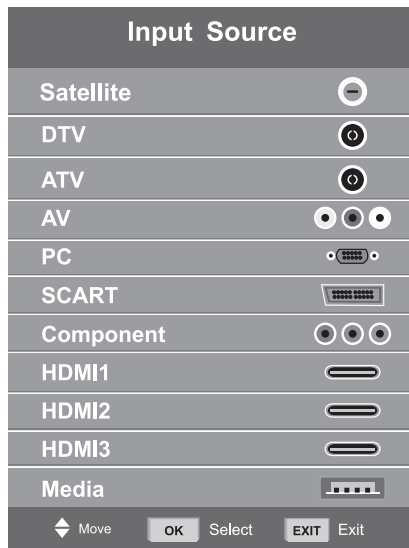 Input Source
Satellite
DTV
ATV
AV
PC
SCART
Component
HDMI1
HDMI2
HDMI3
Media
Move OK Select EXIT Exit